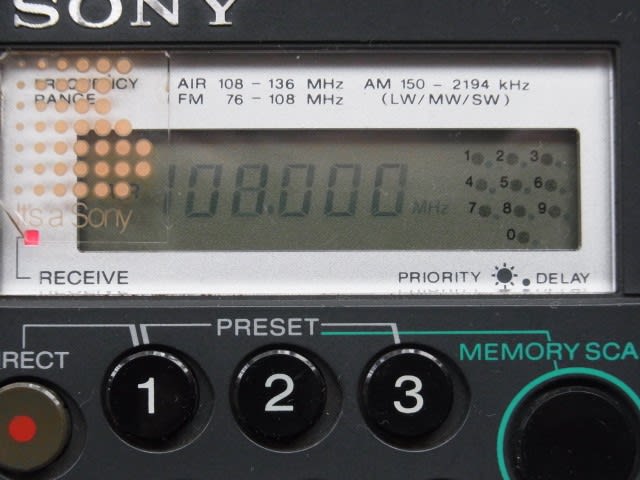 SONY
FREQUENCY RANGE
AIR 108 – 136 MHz AM 150 – 2194 kHz
FM 76 – 108 MHz (LW/MW/SW)
It's a Sony
108.000 MHz
1 2 3
4 5 6
7 8 9
0
RECEIVE
PRIORITY DELAY
PRESET
MEMORY SCA
RECT
1 2 3